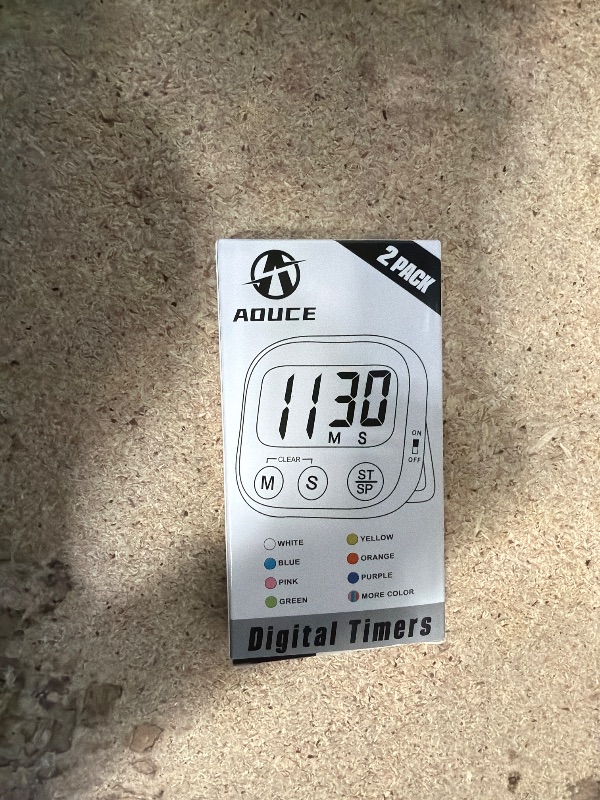 2 PACK
AOUCE
1130
M S
ON
OFF
CLEAR
M S ST
SP
WHITE
YELLOW
BLUE
ORANGE
PINK
PURPLE
GREEN
MORE COLOR
Digital Timers